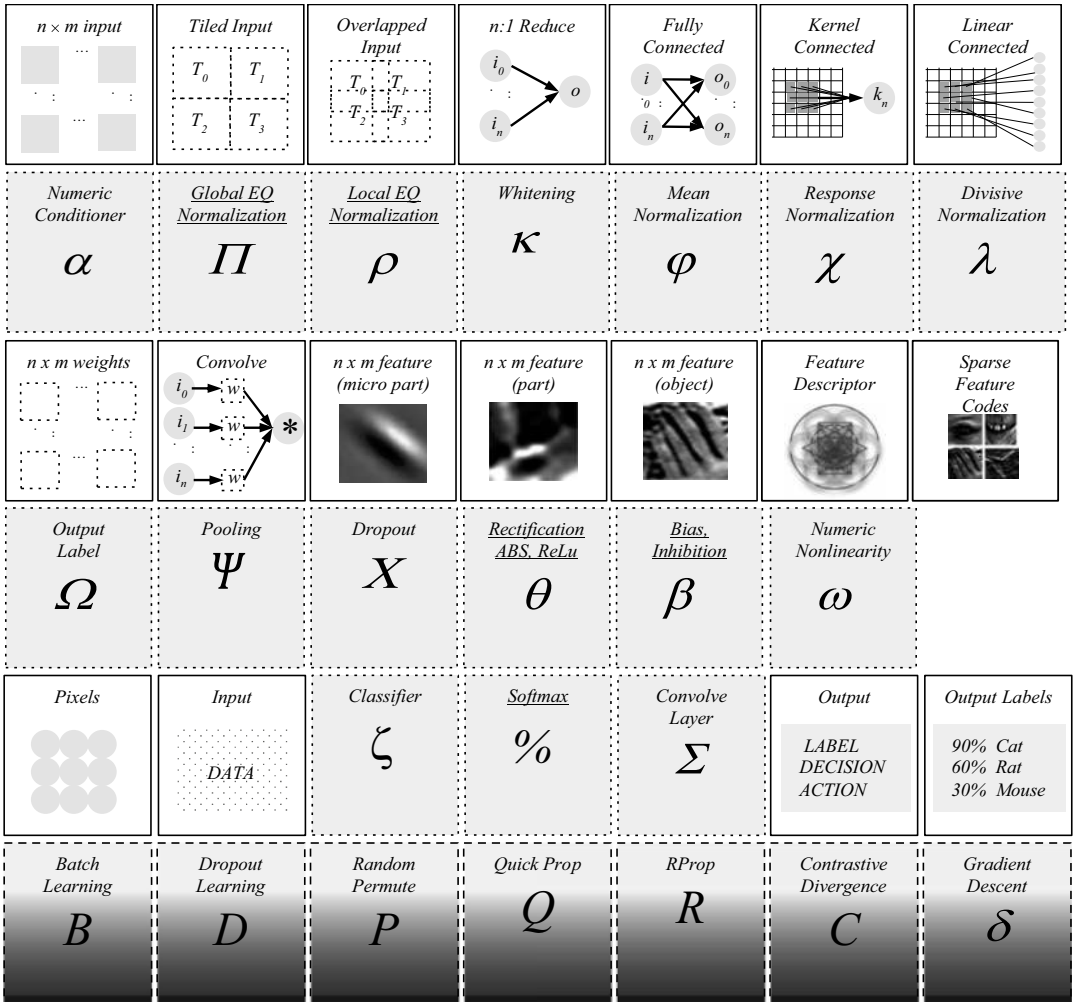 n × m input
...
. :
. :
...
Tiled Input
T0 T1
T2 T3
Overlapped
Input
T0 T1
T2 T3
n:1 Reduce
i0
. :
o
in
Fully
Connected
i o0
.0 : . :
in on
Kernel
Connected
kn
Linear
Connected
Numeric
Conditioner
α
Global EQ
Normalization
Π
Local EQ
Normalization
ρ
Whitening
κ
Mean
Normalization
φ
Response
Normalization
χ
Divisive
Normalization
λ
n x m weights
...
. :
. :
...
Convolve
i0 w
i1 w *
. : . :
in w
n x m feature
(micro part)
n x m feature
(part)
n x m feature
(object)
Feature
Descriptor
Sparse
Feature
Codes
Output
Label
Ω
Pooling
Ψ
Dropout
X
Rectification
ABS, ReLu
θ
Bias,
Inhibition
β
Numeric
Nonlinearity
ω
Pixels
Input
DATA
Classifier
ζ
Softmax
%
Convolve
Layer
Σ
Output
LABEL
DECISION
ACTION
Output Labels
90% Cat
60% Rat
30% Mouse
Batch
Learning
B
Dropout
Learning
D
Random
Permute
P
Quick Prop
Q
RProp
R
Contrastive
Divergence
C
Gradient
Descent
δ